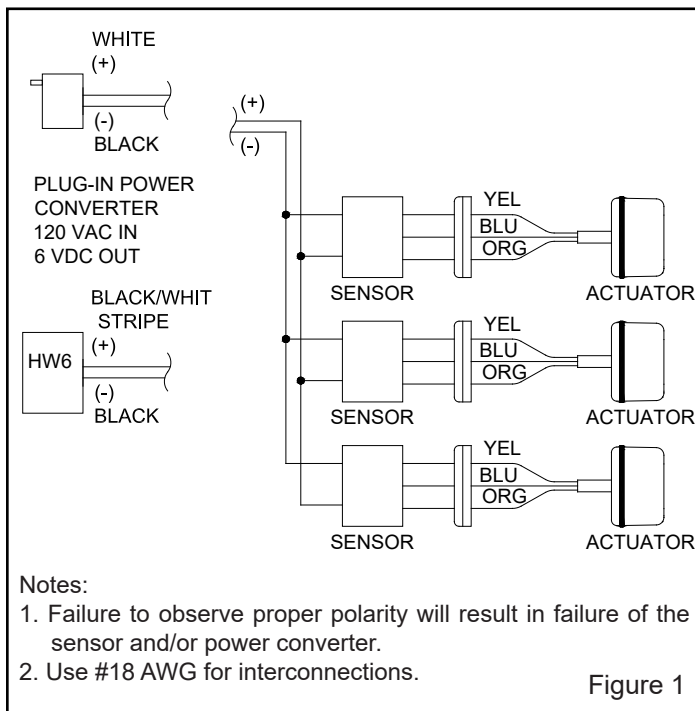 WHITE
(+)
(-)
BLACK
PLUG-IN POWER
CONVERTER
120 VAC IN
6 VDC OUT
BLACK/WHIT
STRIPE
(+)
HW6
(-)
BLACK
(+)
(-)
YEL
BLU
ORG
SENSOR
ACTUATOR
YEL
BLU
ORG
SENSOR
ACTUATOR
YEL
BLU
ORG
SENSOR
ACTUATOR
Notes:
1. Failure to observe proper polarity will result in failure of the
sensor and/or power converter.
2. Use #18 AWG for interconnections.
Figure 1